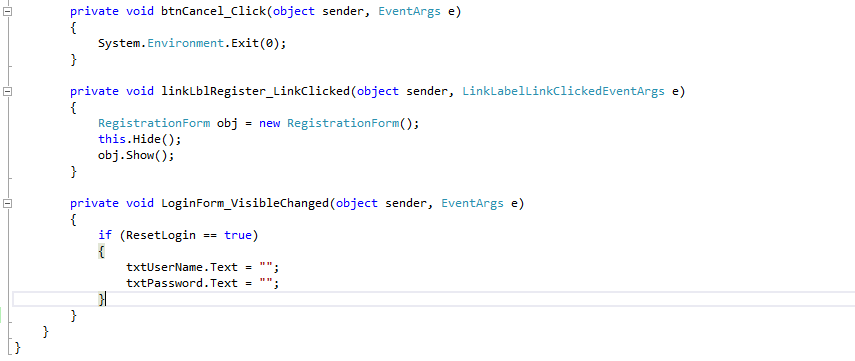 private void btnCancel_Click(object sender, EventArgs e)
{
System.Environment.Exit(0);
}
private void linkLblRegister_LinkClicked(object sender, LinkLabelLinkClickedEventArgs e)
{
RegistrationForm obj = new RegistrationForm();
this.Hide();
obj.Show();
}
private void LoginForm_VisibleChanged(object sender, EventArgs e)
{
if (ResetLogin == true)
{
txtUserName.Text = "";
txtPassword.Text = "";
}
}
}
}